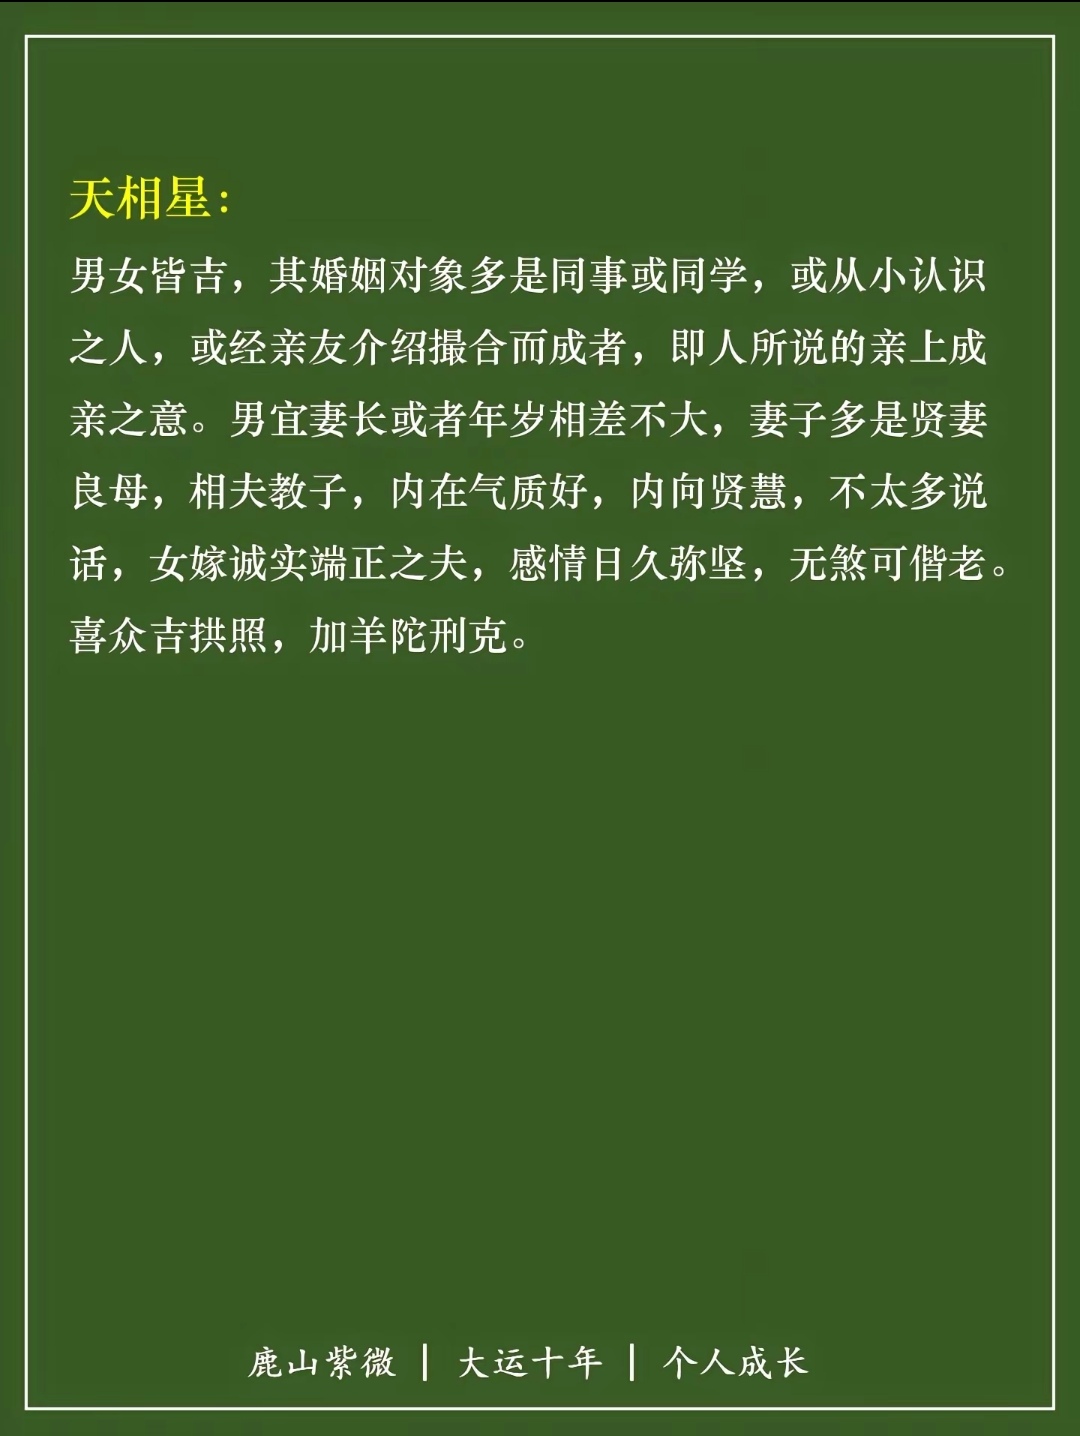 天相星：
男女皆吉，其婚姻对象多是同事或同学，或从小认识
之人，或经亲友介绍撮合而成者，即人所说的亲上成
亲之意。男宜妻长或者年岁相差不大，妻子多是贤妻
良母，相夫教子，内在气质好，内向贤慧，不太多说
话，女嫁诚实端正之夫，感情日久弥坚，无煞可偕老。
喜众吉拱照，加羊陀刑克。
鹿山紫微 | 大运十年 | 个人成长